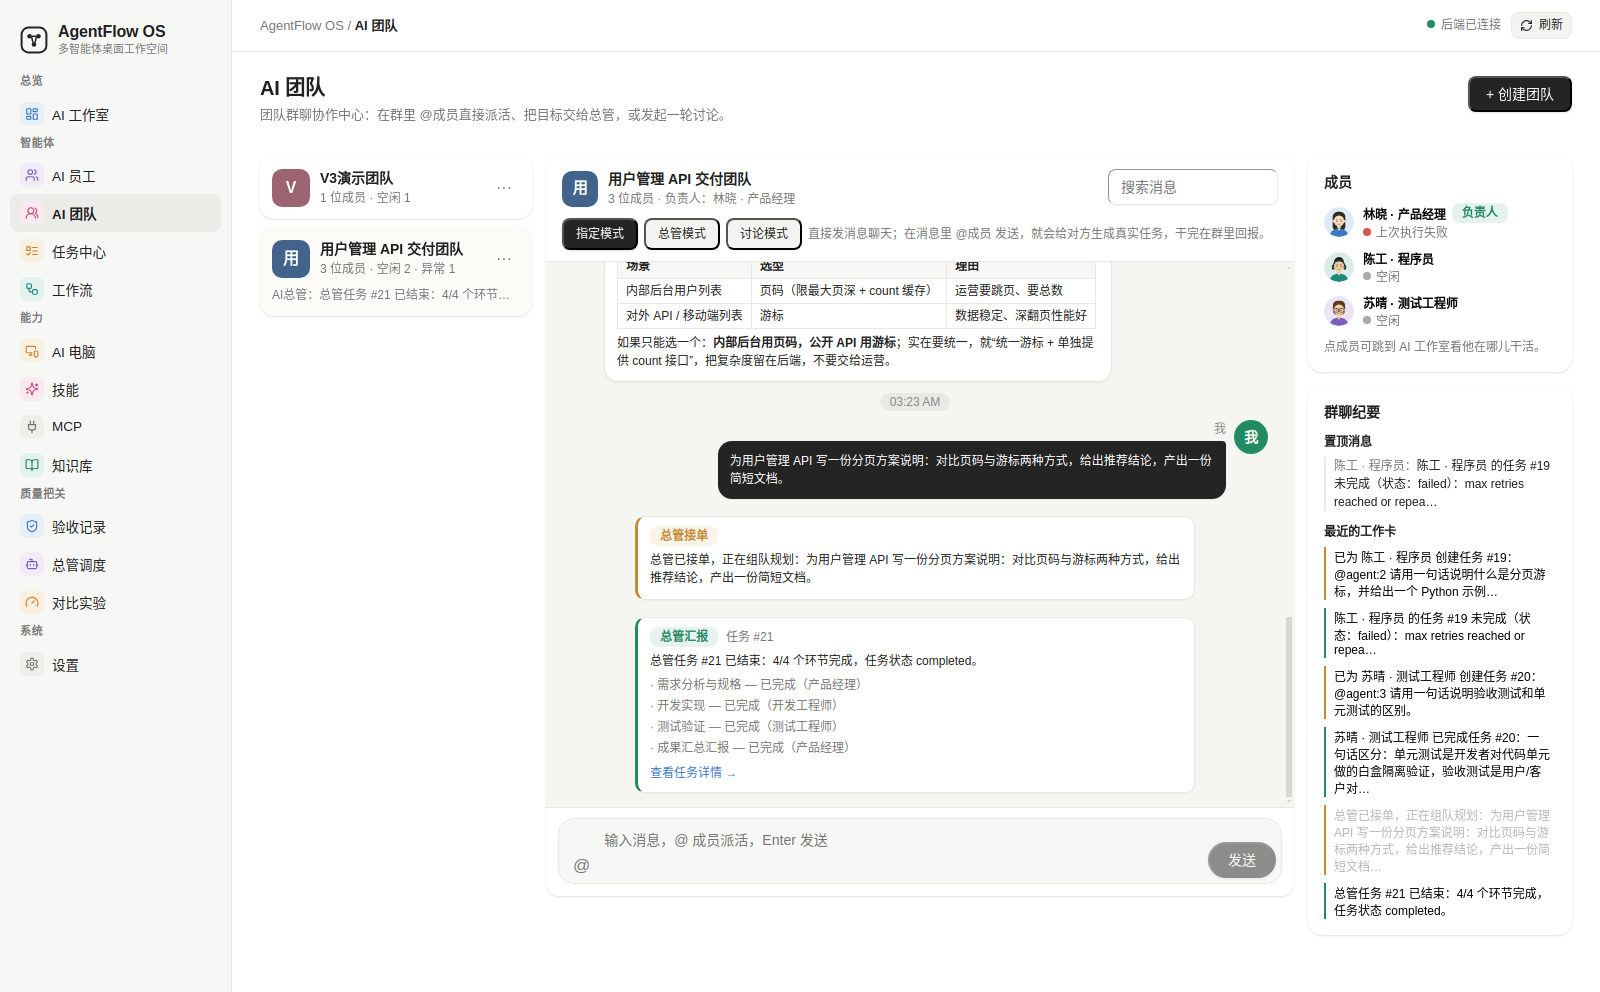 AgentFlow OS
多智能体桌面工作空间
总览
AI 工作室
智能体
AI 员工
AI 团队
任务中心
工作流
能力
AI 电脑
技能
MCP
知识库
质量把关
验收记录
总管调度
对比实验
系统
设置
AgentFlow OS / AI 团队
后端已连接
刷新
AI 团队
团队群聊协作中心：在群里 @成员直接派活、把目标交给总管，或发起一轮讨论。
+ 创建团队
V
V3演示团队
1 位成员 · 空闲 1
...
用
用户管理 API 交付团队
3 位成员 · 空闲 2 · 异常 1
...
AI总管：总管任务 #21 已结束：4/4 个环节...
用
用户管理 API 交付团队
3 位成员 · 负责人：林晓 · 产品经理
搜索消息
指定模式
总管模式
讨论模式
直接发消息聊天；在消息里 @成员 发送，就会给对方生成真实任务，干完在群里回报。
场景 选型 理由
内部后台用户列表 页码（限最大页深 + count 缓存） 运营要跳页、要总数
对外 API / 移动端列表 游标 数据稳定、深翻页性能好
如果只能选一个：内部后台用页码，公开 API 用游标；实在要统一，就“统一游标 + 单独提
供 count 接口”，把复杂度留在后端，不要交给运营。
03:23 AM
我
我
为用户管理 API 写一份分页方案说明：对比页码与游标两种方式，给出推荐结论，产出一份
简短文档。
总管接单
总管已接单，正在组队规划：为用户管理 API 写一份分页方案说明：对比页码与游标两种方式，给出
推荐结论，产出一份简短文档。
总管汇报 任务 #21
总管任务 #21 已结束：4/4 个环节完成，任务状态 completed。
· 需求分析与规格 — 已完成（产品经理）
· 开发实现 — 已完成（开发工程师）
· 测试验证 — 已完成（测试工程师）
· 成果汇总汇报 — 已完成（产品经理）
查看任务详情 →
输入消息，@ 成员派活，Enter 发送
@
发送
成员
林晓 · 产品经理 负责人
上次执行失败
陈工 · 程序员
空闲
苏晴 · 测试工程师
空闲
点成员可跳到 AI 工作室看他在哪儿干活。
群聊纪要
置顶消息
陈工 · 程序员：陈工 · 程序员 的任务 #19
未完成（状态：failed）：max retries
reached or repea…
最近的工作卡
已为 陈工 · 程序员 创建任务 #19：
@agent:2 请用一句话说明什么是分页游
标，并给出一个 Python 示例…
陈工 · 程序员 的任务 #19 未完成（状
态：failed）：max retries reached or
repea…
已为 苏晴 · 测试工程师 创建任务 #20：
@agent:3 请用一句话说明验收测试和单
元测试的区别。
苏晴 · 测试工程师 已完成任务 #20：一
句话区分：单元测试是开发者对代码单元
做的白盒隔离验证，验收测试是用户/客
户对…
总管已接单，正在组队规划：为用户管理
API 写一份分页方案说明：对比页码与游
标两种方式，给出推荐结论，产出一份简
短文档…
总管任务 #21 已结束：4/4 个环节完成，
任务状态 completed。